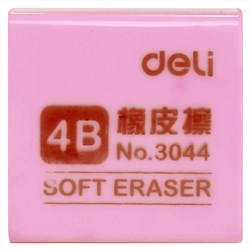 deli
4B 橡皮擦
No.3044
SOFT ERASER